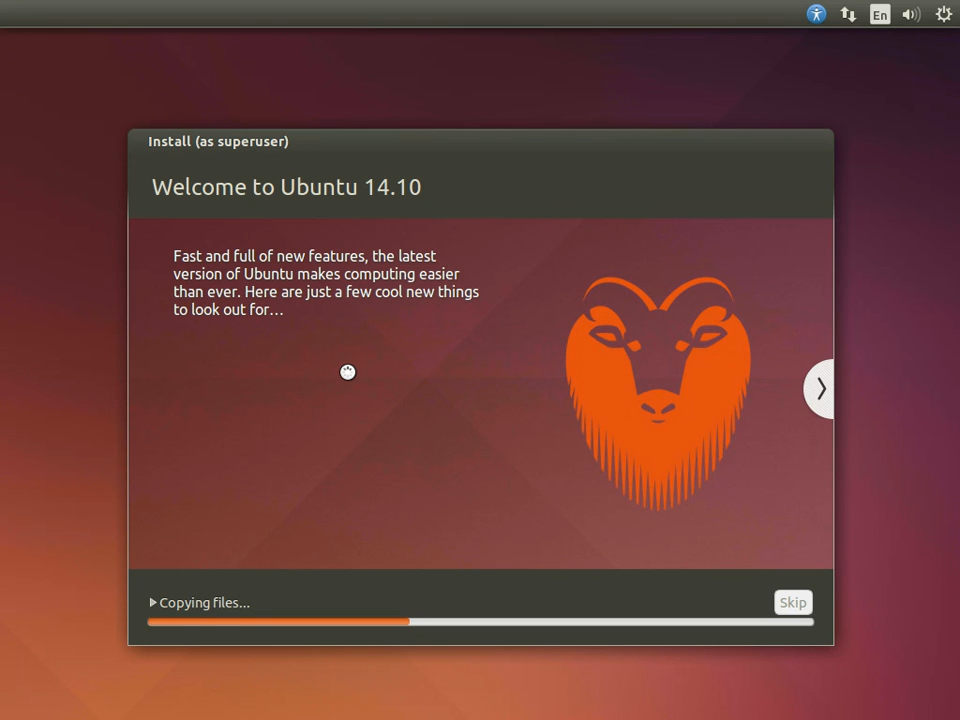 En
Install (as superuser)
Welcome to Ubuntu 14.10
Fast and full of new features, the latest
version of Ubuntu makes computing easier
than ever. Here are just a few cool new things
to look out for...
Copying files...
Skip